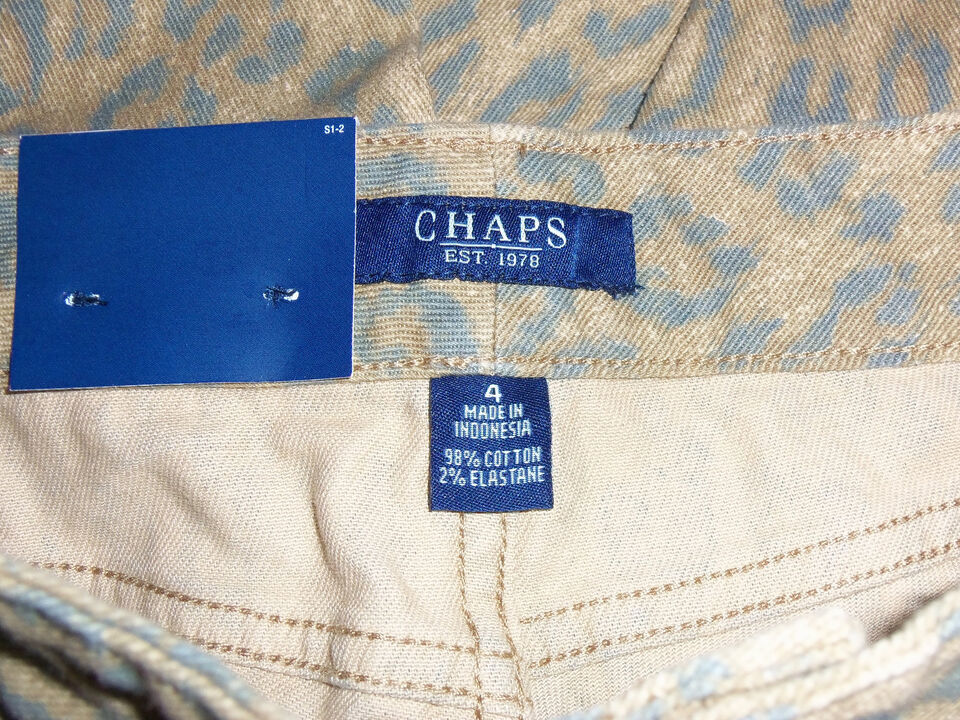 S1-2
CHAPS
EST. 1978
4
MADE IN
INDONESIA
98% COTTON
2% ELASTANE